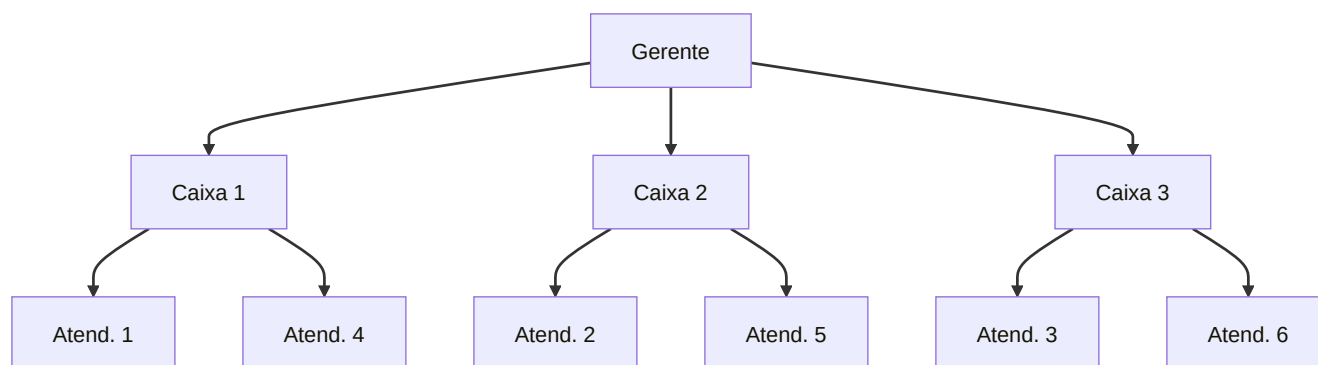 Gerente
Caixa 1
Caixa 2
Caixa 3
Atend. 1
Atend. 4
Atend. 2
Atend. 5
Atend. 3
Atend. 6